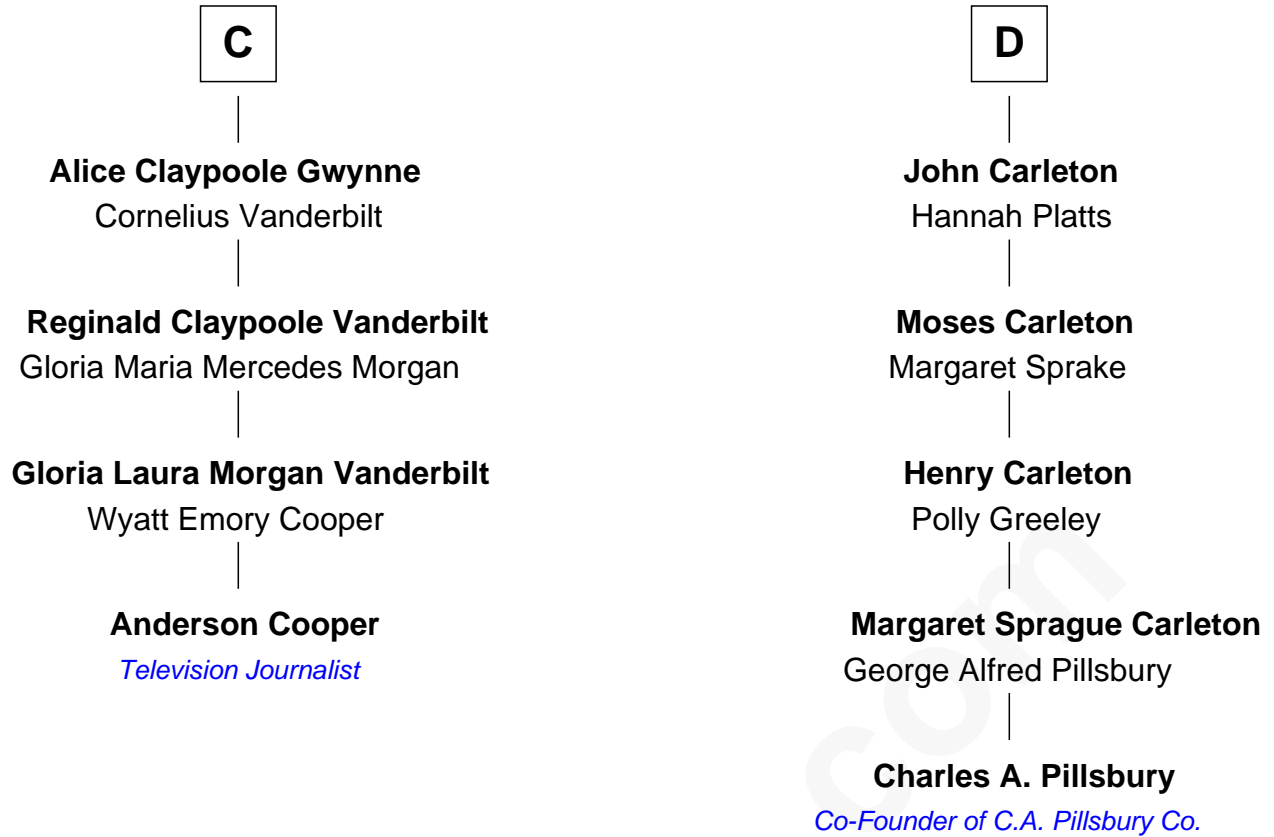 C
Alice Claypoole Gwynne
Cornelius Vanderbilt
Reginald Claypoole Vanderbilt
Gloria Maria Mercedes Morgan
Gloria Laura Morgan Vanderbilt
Wyatt Emory Cooper
Anderson Cooper
Television Journalist
D
John Carleton
Hannah Platts
Moses Carleton
Margaret Sprake
Henry Carleton
Polly Greeley
Margaret Sprague Carleton
George Alfred Pillsbury
Charles A. Pillsbury
Co-Founder of C.A. Pillsbury Co.
com